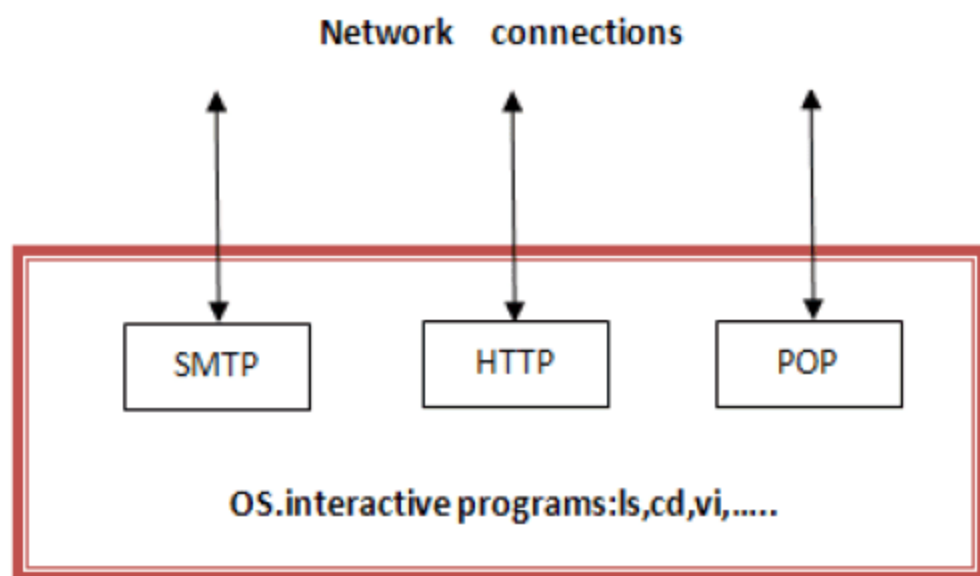 Network connections
SMTP
HTTP
POP
OS.interactive programs:ls,cd,vi,.....